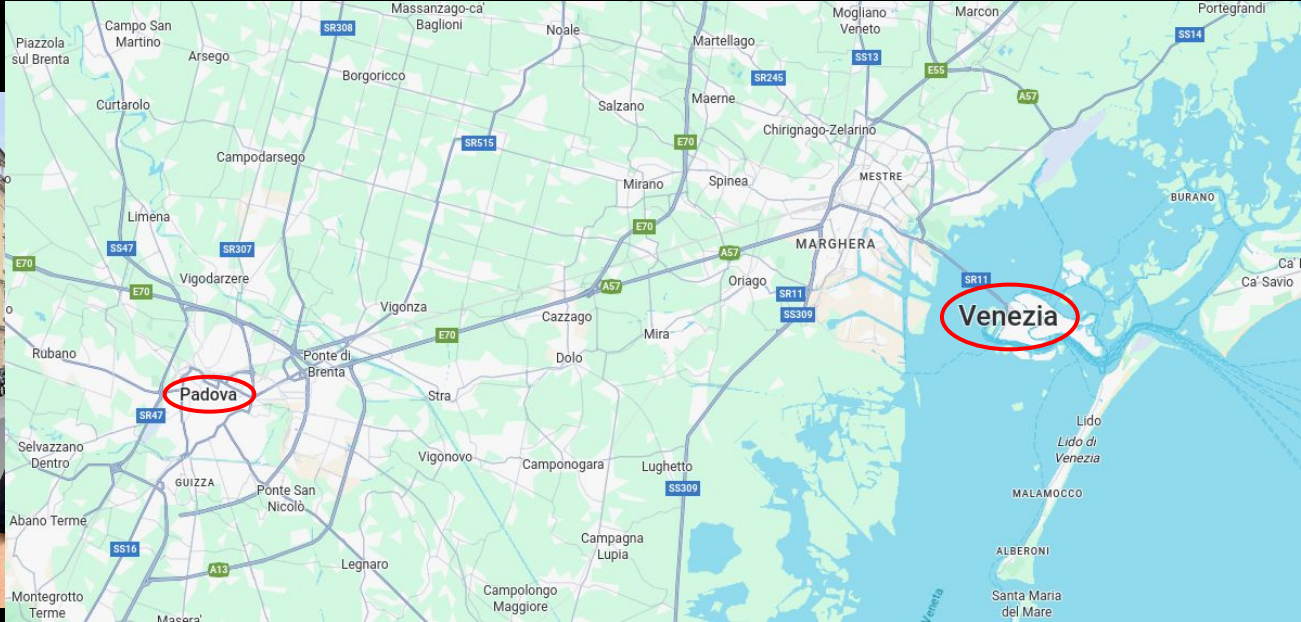 Massanzago-ca'
Baglioni
Portegrandi
Campo San
Martino
SR308
Noale
Mogliano
Veneto
Marcon
SS14
Piazzola
sul Brenta
Arsego
Martellago
SS13
Borgoricco
SR245
E55
Curtarolo
Salzano
Maerne
A57
Chirignago-Zelarino
SR515
E70
Campodarsego
MESTRE
Mirano
Spinea
BURANO
Limena
E70
SS47
SR307
MARGHERA
A57
E70
Ca' Savio
Vigodarzere
Oriago
SR11
E70
A57
SR11
Vigonza
Cazzago
SS309
Venezia
E70
Mira
Rubano
Ponte di
Brenta
Dolo
Padova
Stra
SR47
Lido
Selvazzano
Dentro
Lido di
Venezia
Vigonovo
Camponogara
Lughetto
GUIZZA
SS309
Ponte San
Nicolò
MALAMOCCO
Abano Terme
Campagna
Lupia
SS16
ALBERONI
Legnaro
A13
Montegrotto
Terme
Campolongo
Maggiore
Santa Maria
del Mare
Veneta
Masera'